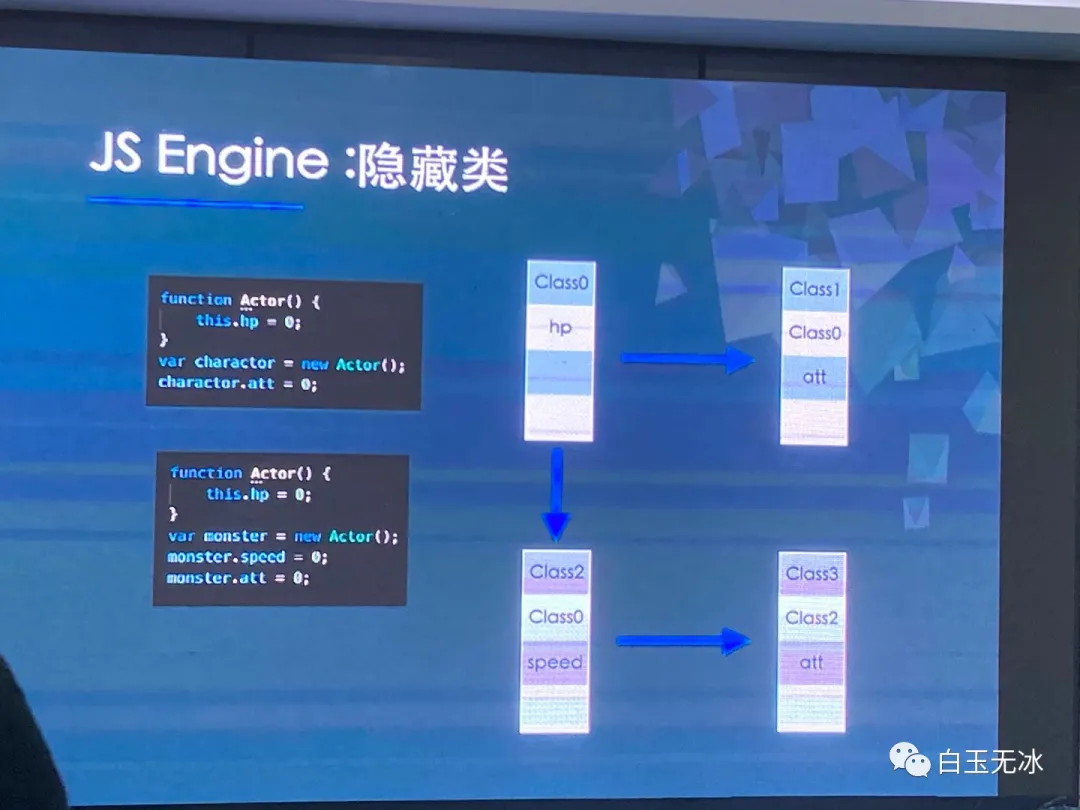 JS Engine :隐藏类
function Actor() {
this.hp = 0;
}
var charactor = new Actor();
charactor.att = 0;
function Actor() {
this.hp = 0;
}
var monster = new Actor();
monster.speed = 0;
monster.att = 0;
Class0
hp
Class1
Class0
att
Class2
Class0
speed
Class3
Class2
att
白玉无冰